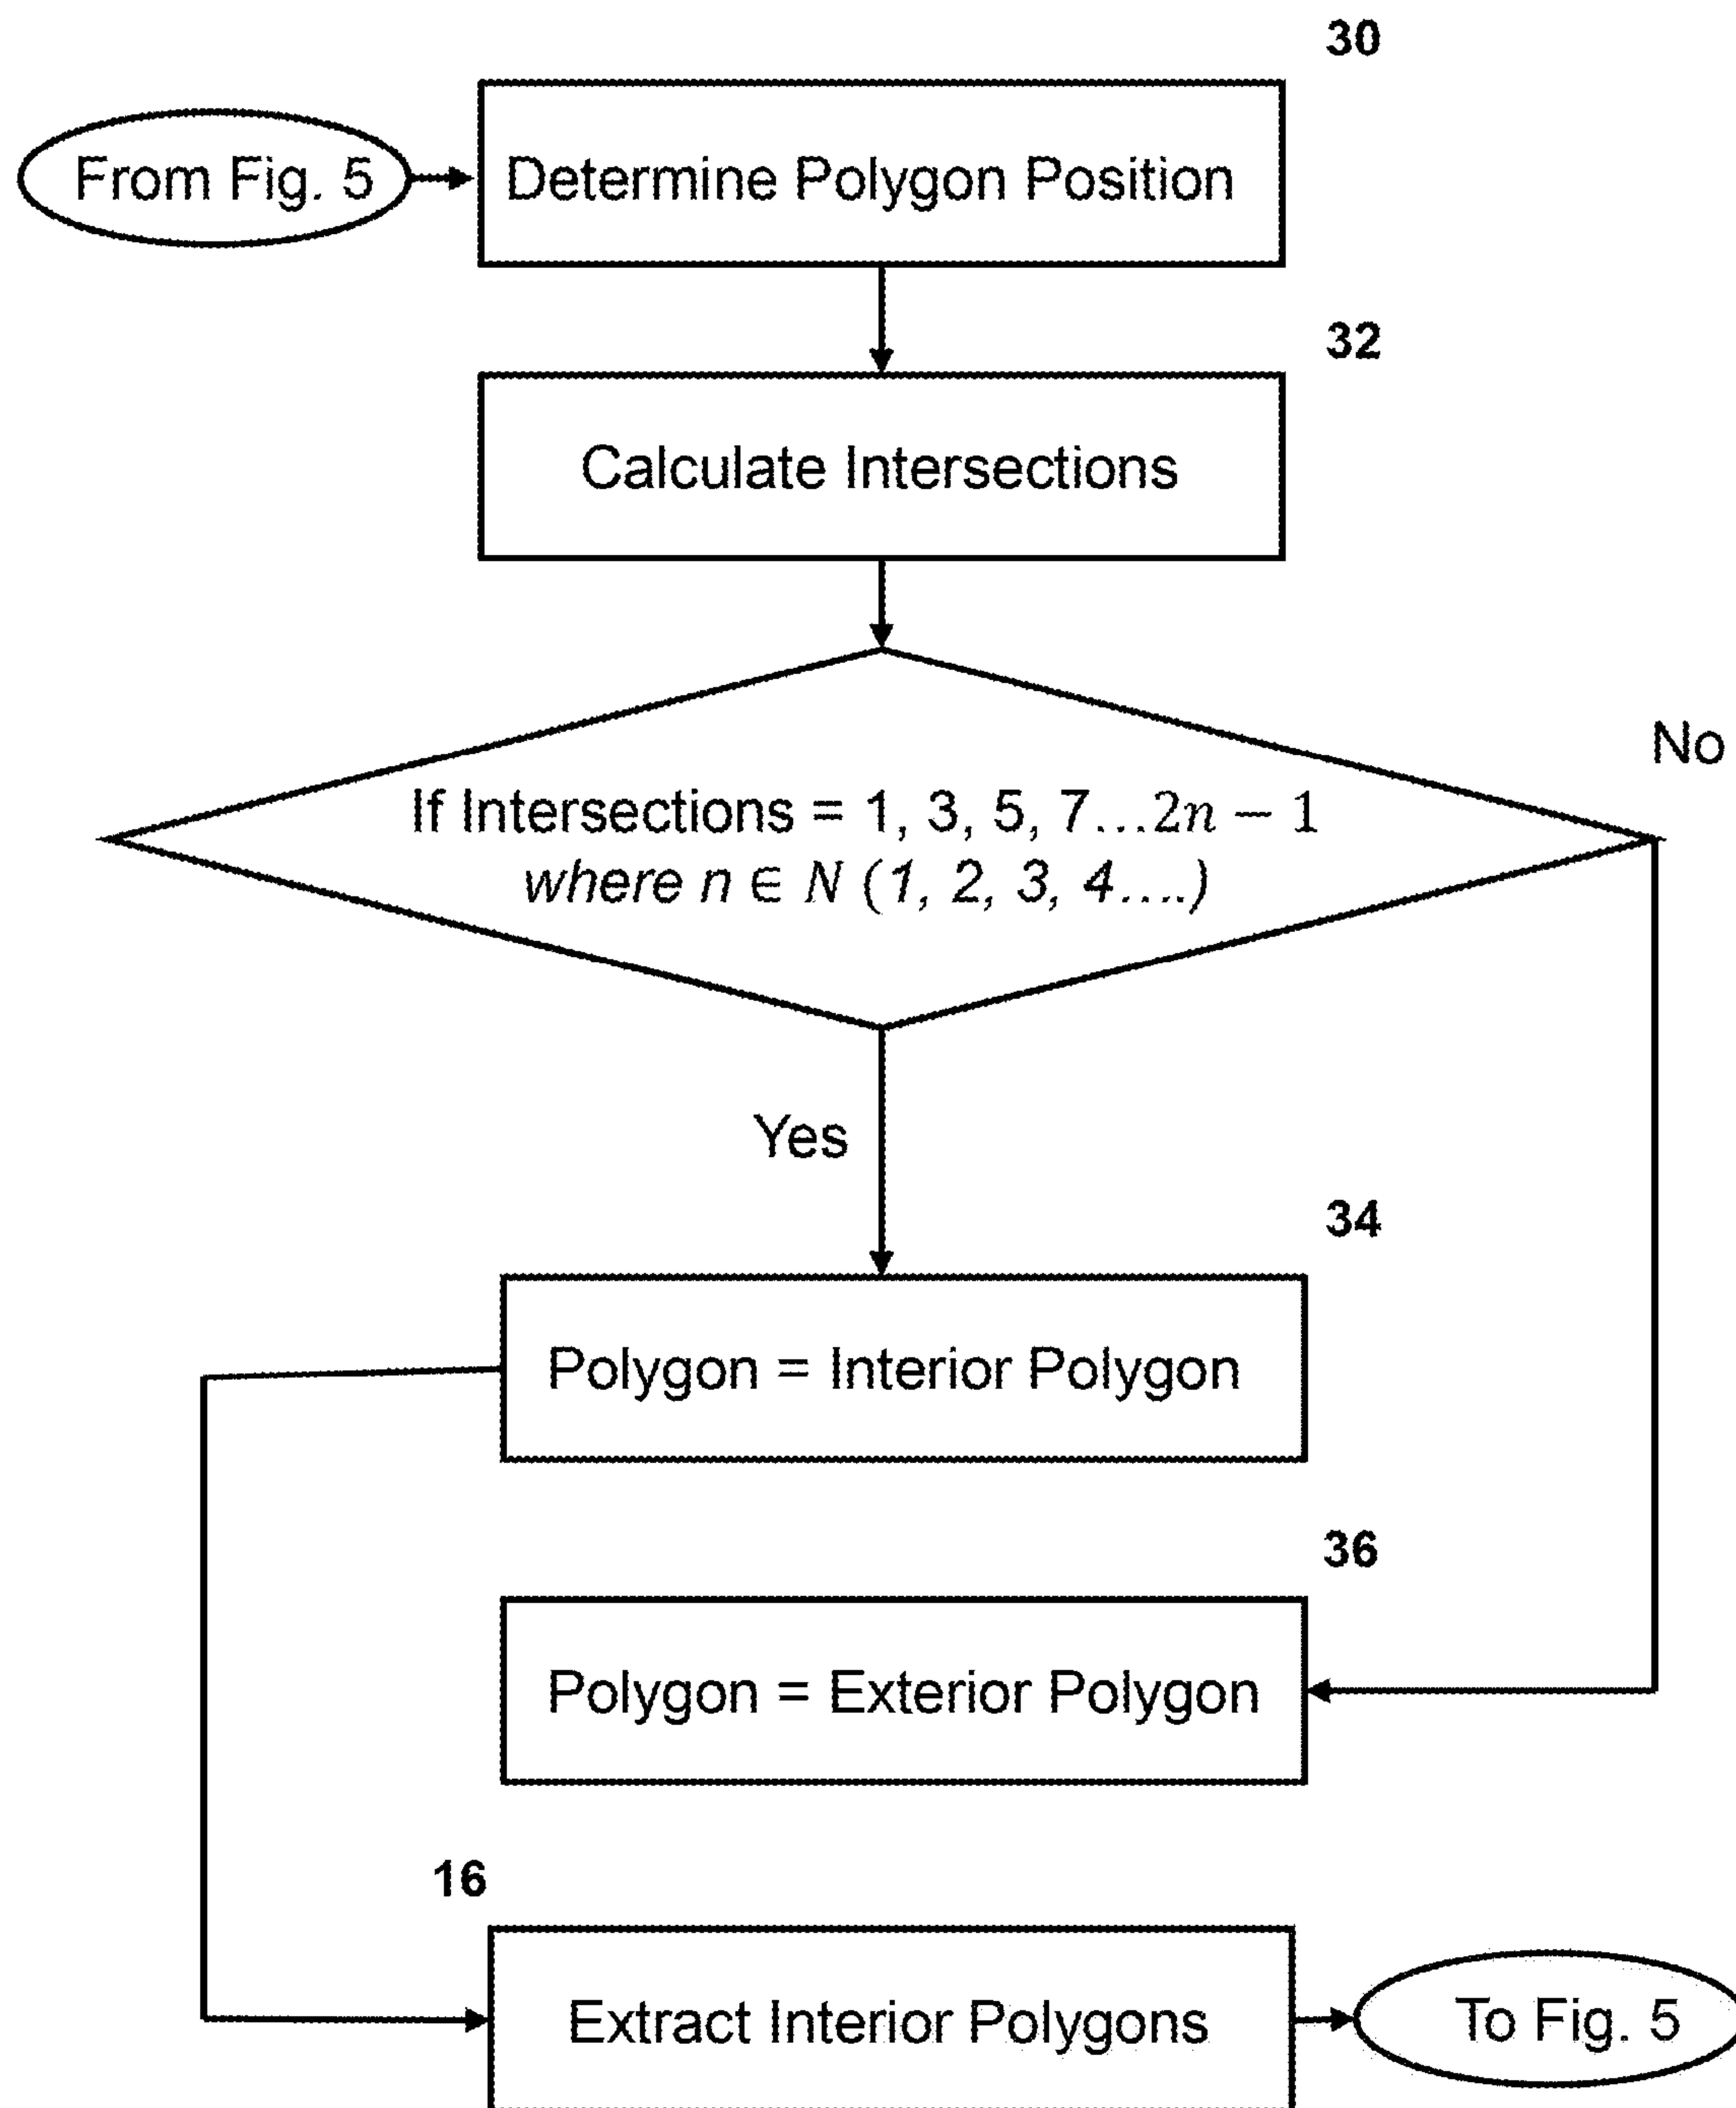 30
From Fig. 5
Determine Polygon Position
32
Calculate Intersections
No
If Intersections = 1, 3, 5, 7...2n − 1
where n ∈ N (1, 2, 3, 4....)
Yes
34
Polygon = Interior Polygon
36
Polygon = Exterior Polygon
16
Extract Interior Polygons
To Fig. 5